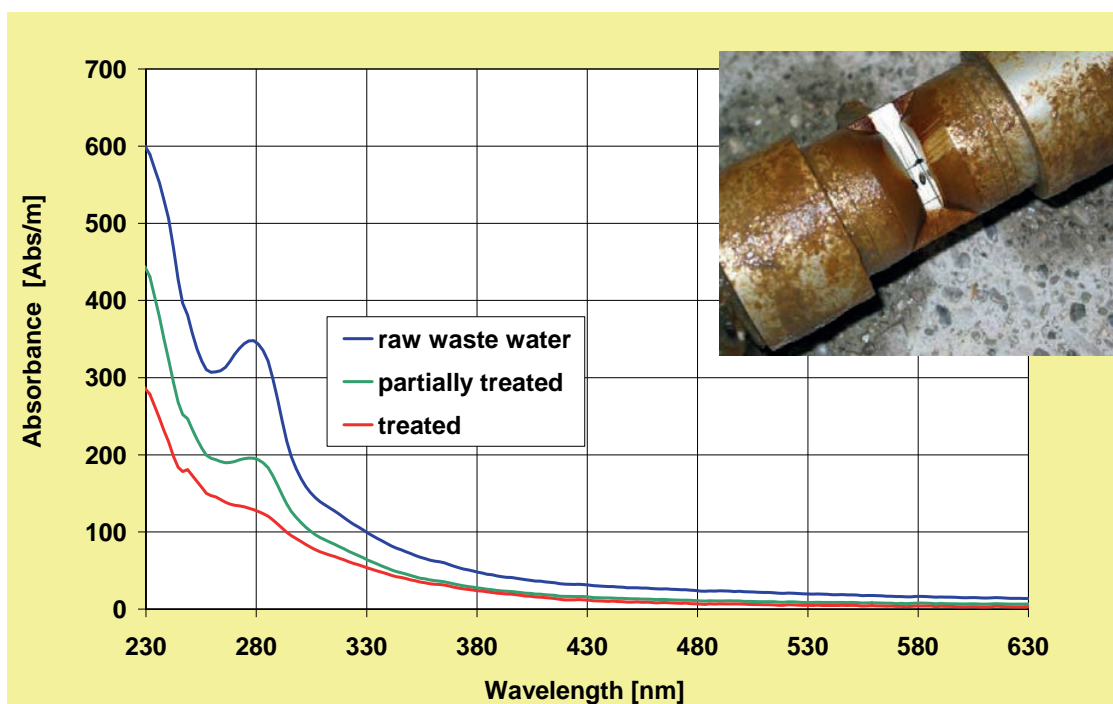 700
600
500
400
300
200
100
0
Absorbance [Abs/m]
raw waste water
partially treated
treated
230 280 330 380 430 480 530 580 630
Wavelength [nm]